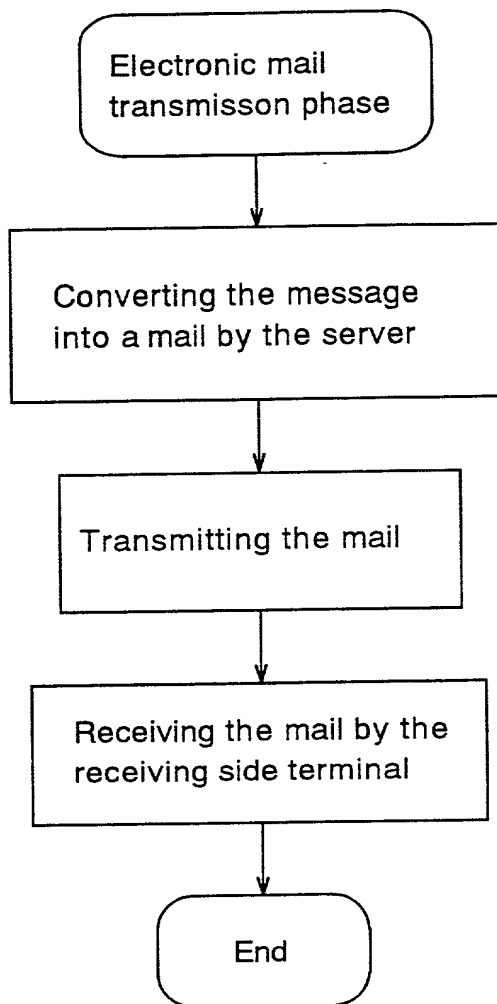 Electronic mail
transmisson phase
Converting the message
into a mail by the server
Transmitting the mail
Receiving the mail by the
receiving side terminal
End